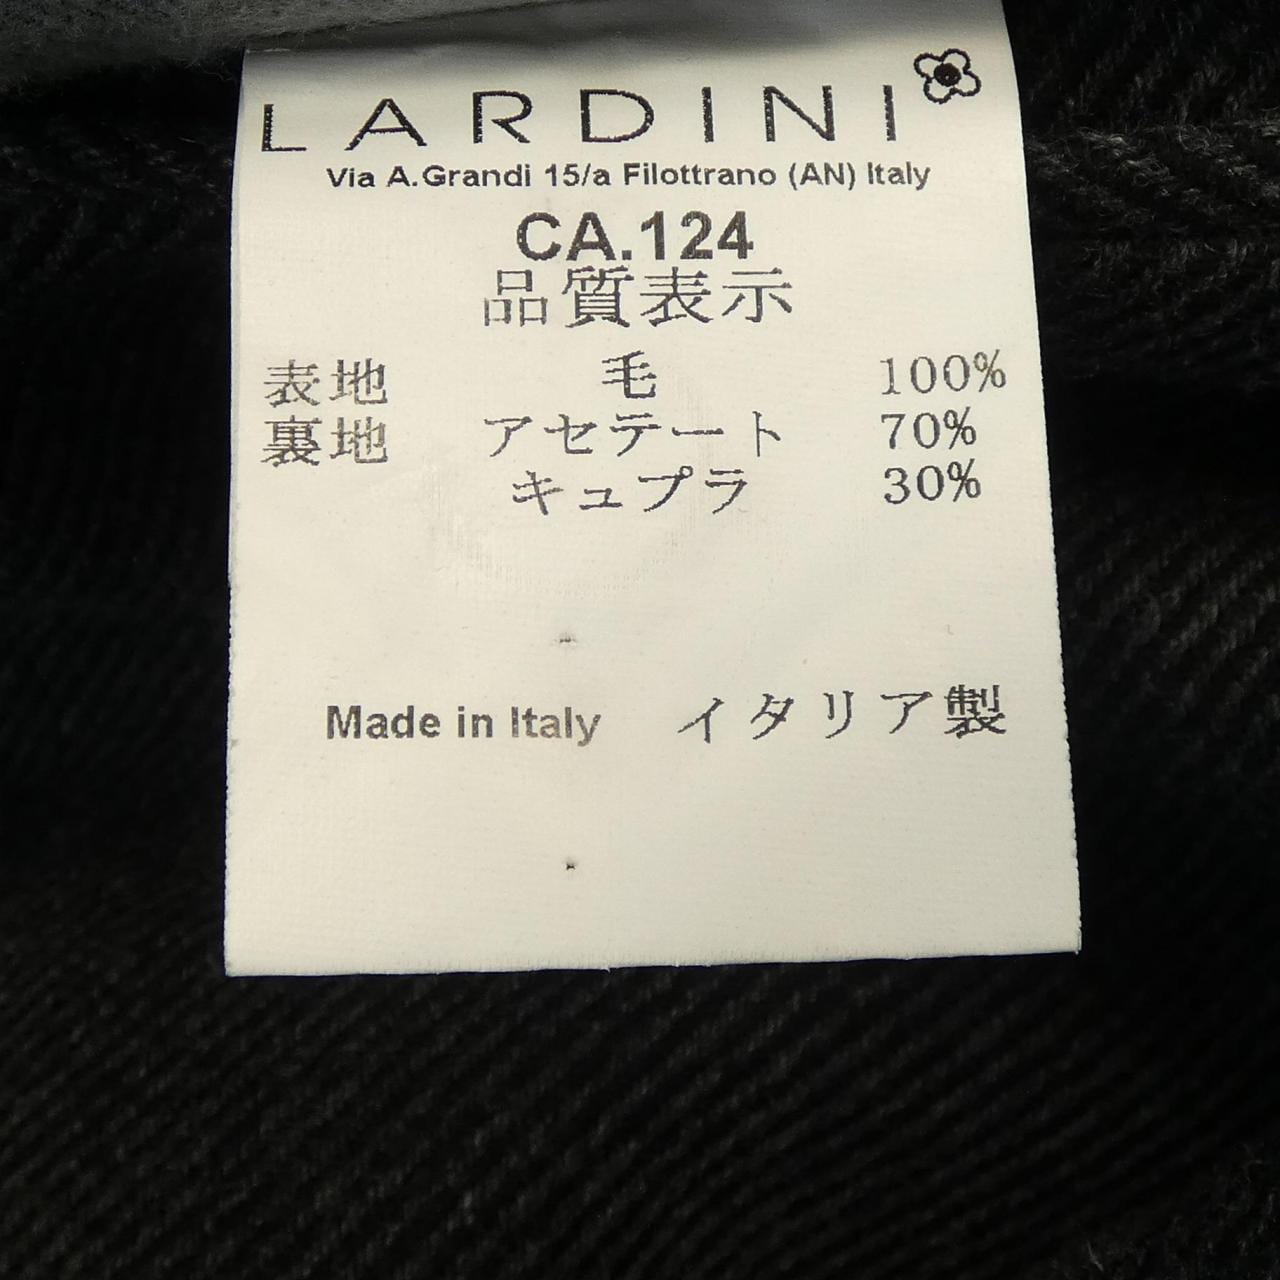 LARDINI
Via A.Grandi 15/a Filottrano (AN) Italy
CA.124
品質表示
表地 毛 100%
裏地 アセテート 70%
キュプラ 30%
Made in Italy イタリア製